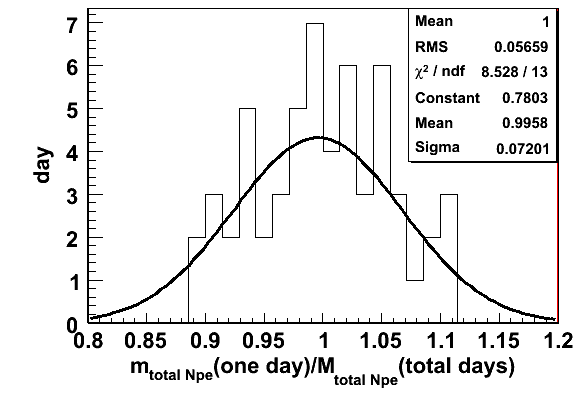 Mean 1
RMS 0.05659
χ² / ndf 8.528 / 13
Constant 0.7803
Mean 0.9958
Sigma 0.07201
7
6
5
4
3
2
1
0
day
0.8 0.85 0.9 0.95 1 1.05 1.1 1.15 1.2
m total Npe (one day)/M total Npe (total days)